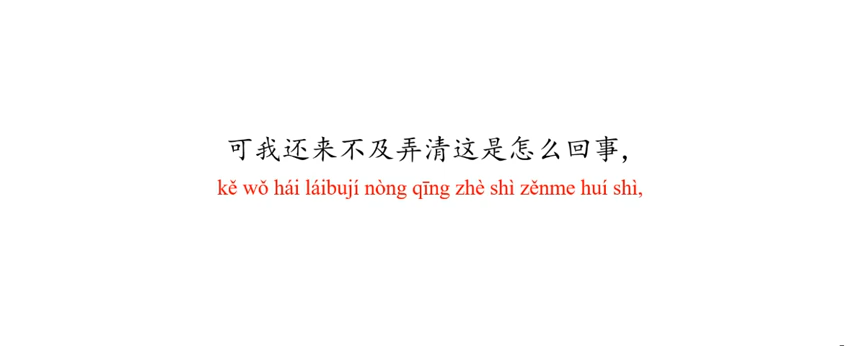 可我还来不及弄清这是怎么回事，
kě wǒ hái láibují nòng qīng zhè shì zěnme huí shì,